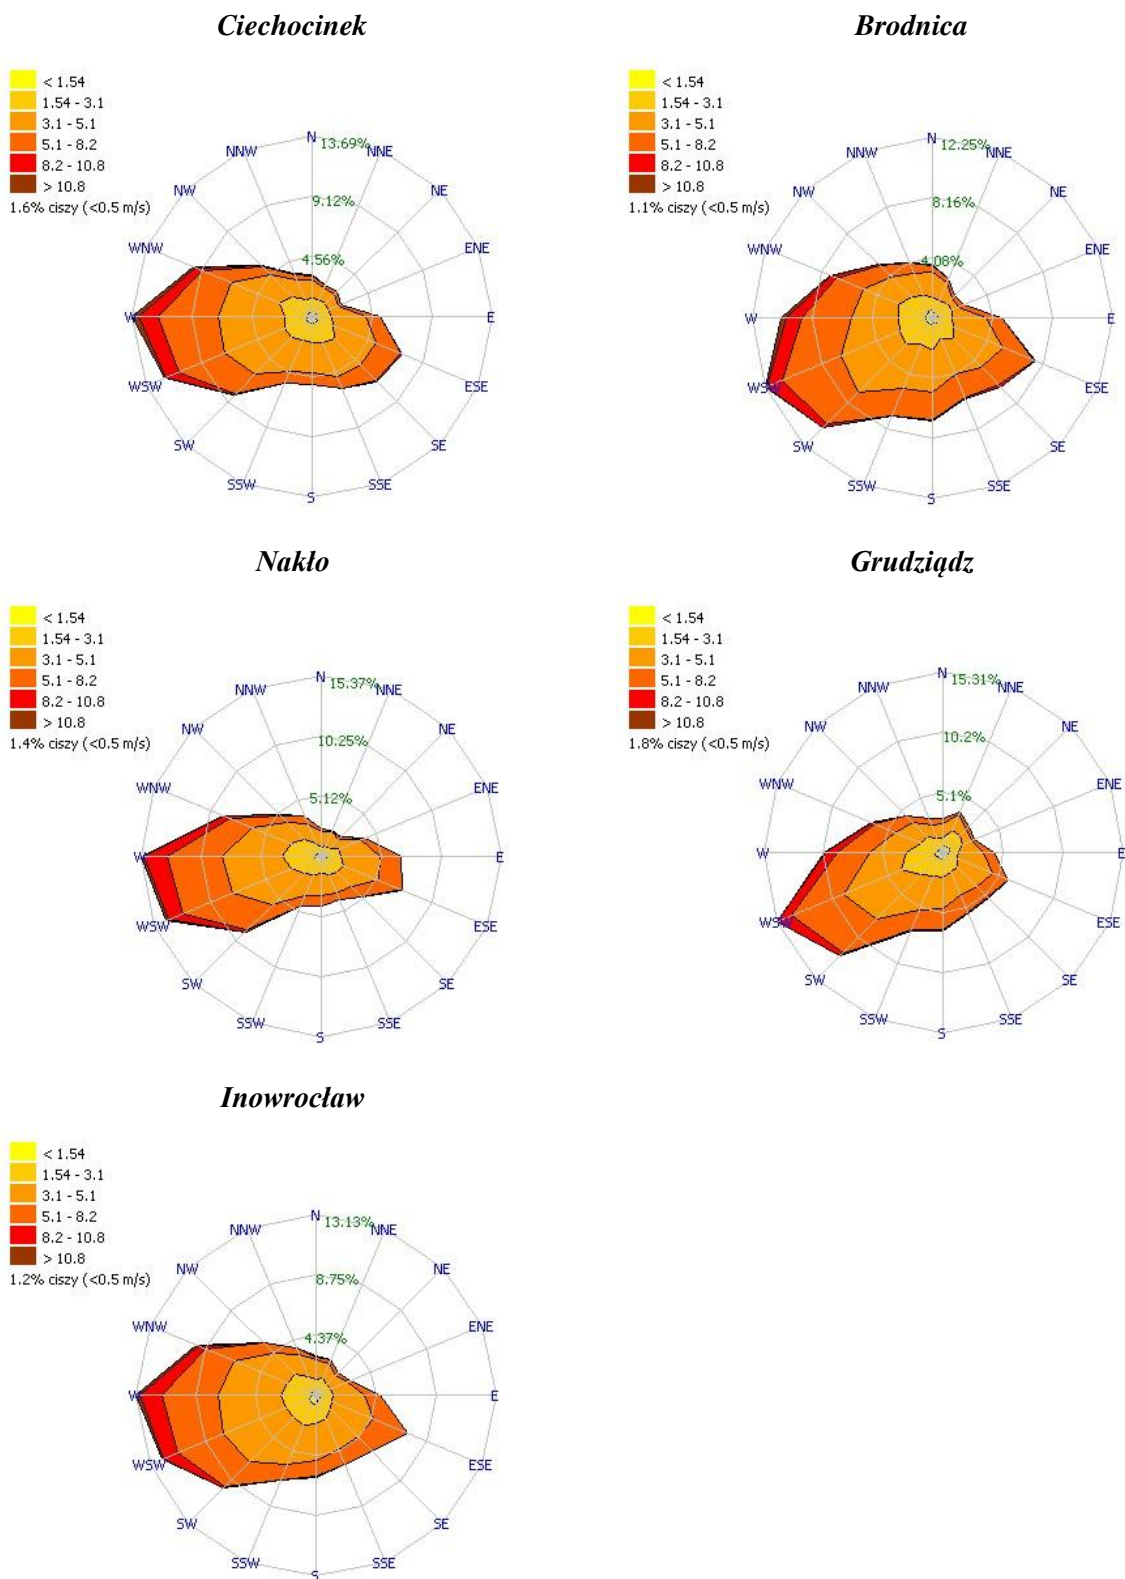 Ciechocinek
< 1.54
1.54 - 3.1
3.1 - 5.1
5.1 - 8.2
8.2 - 10.8
> 10.8
1.6% ciszy (<0.5 m/s)
N
13.69%
NNE
NE
ENE
E
ESE
SE
SSE
S
SSW
SW
WSW
W
WNW
NW
NNW
9.12%
4.56%
Brodnica
< 1.54
1.54 - 3.1
3.1 - 5.1
5.1 - 8.2
8.2 - 10.8
> 10.8
1.1% ciszy (<0.5 m/s)
N
12.25%
NNE
NE
ENE
E
ESE
SE
SSE
S
SSW
SW
WSW
W
WNW
NW
NNW
8.16%
4.08%
Nakło
< 1.54
1.54 - 3.1
3.1 - 5.1
5.1 - 8.2
8.2 - 10.8
> 10.8
1.4% ciszy (<0.5 m/s)
N
15.37%
NNE
NE
ENE
E
ESE
SE
SSE
S
SSW
SW
WSW
W
WNW
NW
NNW
10.25%
5.12%
Grudziądz
< 1.54
1.54 - 3.1
3.1 - 5.1
5.1 - 8.2
8.2 - 10.8
> 10.8
1.8% ciszy (<0.5 m/s)
N
15.31%
NNE
NE
ENE
E
ESE
SE
SSE
S
SSW
SW
WSW
W
WNW
NW
NNW
10.2%
5.1%
Inowrocław
< 1.54
1.54 - 3.1
3.1 - 5.1
5.1 - 8.2
8.2 - 10.8
> 10.8
1.2% ciszy (<0.5 m/s)
N
13.13%
NNE
NE
ENE
E
ESE
SE
SSE
S
SSW
SW
WSW
W
WNW
NW
NNW
8.75%
4.37%